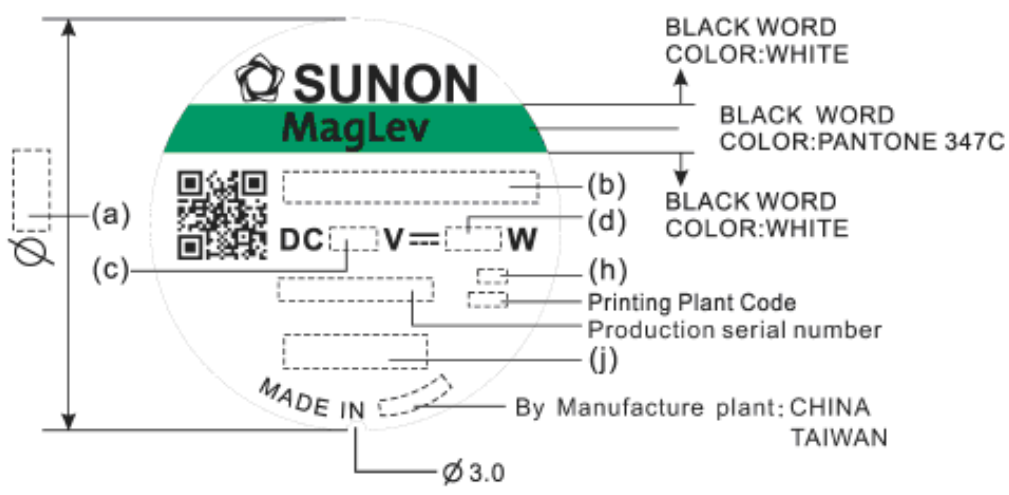 BLACK WORD
COLOR:WHITE
SUNON
MagLev
BLACK WORD
COLOR:PANTONE 347C
(a)
(b)
BLACK WORD
COLOR:WHITE
(d)
DC V W
Ø
(c)
(h)
Printing Plant Code
Production serial number
(j)
MADE IN
By Manufacture plant: CHINA
TAIWAN
Ø 3.0